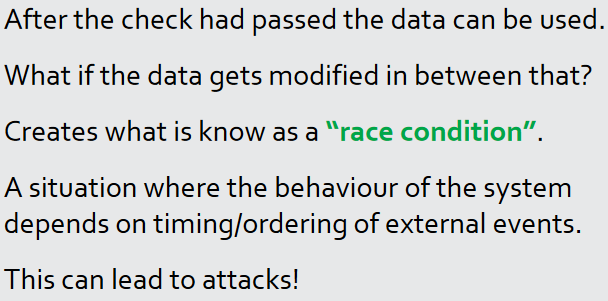 After the check had passed the data can be used.
What if the data gets modified in between that?
Creates what is know as a “race condition”.
A situation where the behaviour of the system
depends on timing/ordering of external events.
This can lead to attacks!